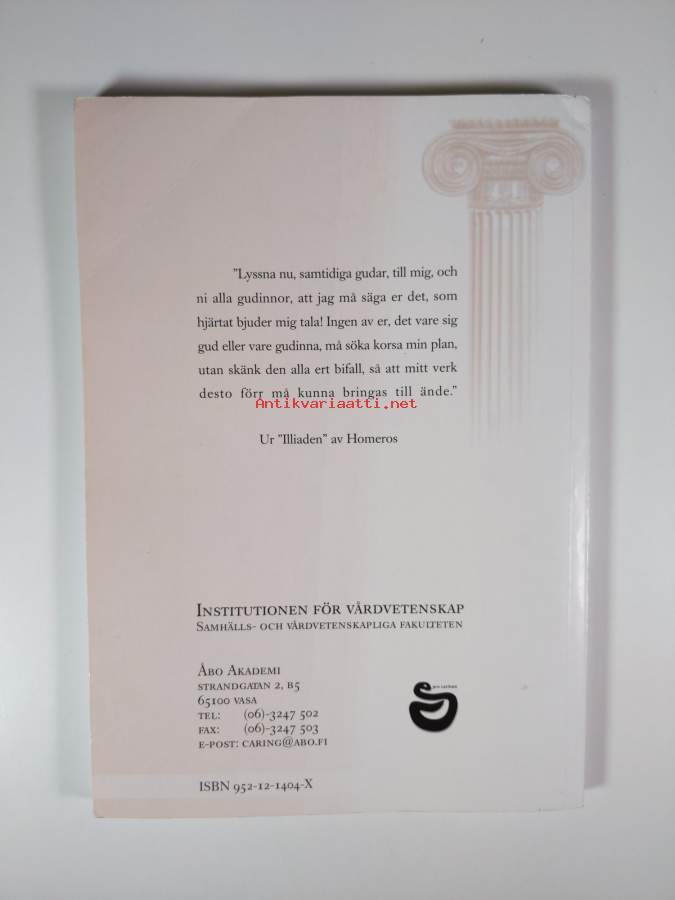 "Lyssna nu, samtidiga gudar, till mig, och
ni alla gudinnor, att jag må säga er det, som
hjärtat bjuder mig tala! Ingen av er, det vare sig
gud eller vare gudinna, må söka korsa min plan,
utan skänk den alla ert bifall, så att mitt verk
desto förr må kunna bringas till ände."
Antikvariaatti.net
Ur "Illiaden" av Homeros
INSTITUTIONEN FÖR VÅRDVETENSKAP
SAMHÄLLS- OCH VÅRDVETENSKAPLIGA FAKULTETEN
ÅBO AKADEMI
STRANDGATAN 2, B5
65100 VASA
TEL: (06)-3247 502
FAX: (06)-3247 503
E-POST: CARING@ABO.FI
ISBN 952-12-1404-X